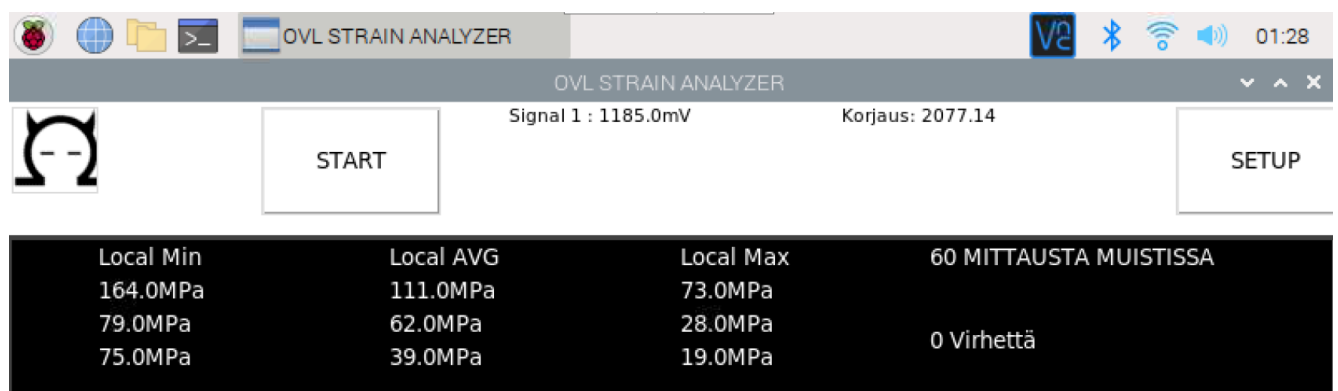 OVL STRAIN ANALYZER 01:28
OVL STRAIN ANALYZER
Signal 1 : 1185.0mV Korjaus: 2077.14
START SETUP
Local Min Local AVG Local Max 60 MITTAUSTA MUISTISSA
164.0MPa 111.0MPa 73.0MPa
79.0MPa 62.0MPa 28.0MPa
0 Virhettä
75.0MPa 39.0MPa 19.0MPa